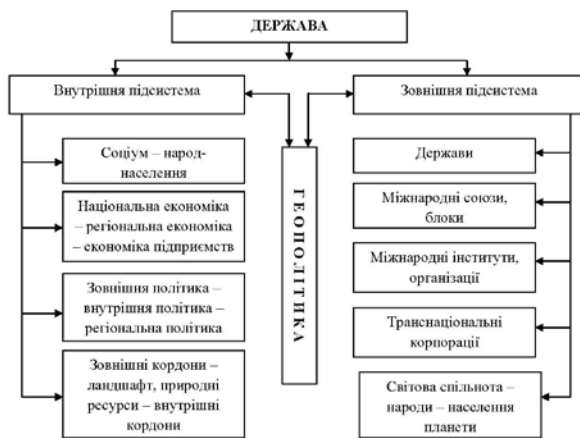 ДЕРЖАВА
Внутрішня підсистема
Зовнішня підсистема
ГЕОПОЛІТИКА
Соціум – народ-
населення
Національна економіка
– регіональна економіка
– економіка підприємств
Зовнішня політика –
внутрішня політика –
регіональна політика
Зовнішні кордони –
ландшафт, природні
ресурси – внутрішні
кордони
Держави
Міжнародні союзи,
блоки
Міжнародні інститути,
організації
Транснаціональні
корпорації
Світова спільнота –
народи – населення
планети